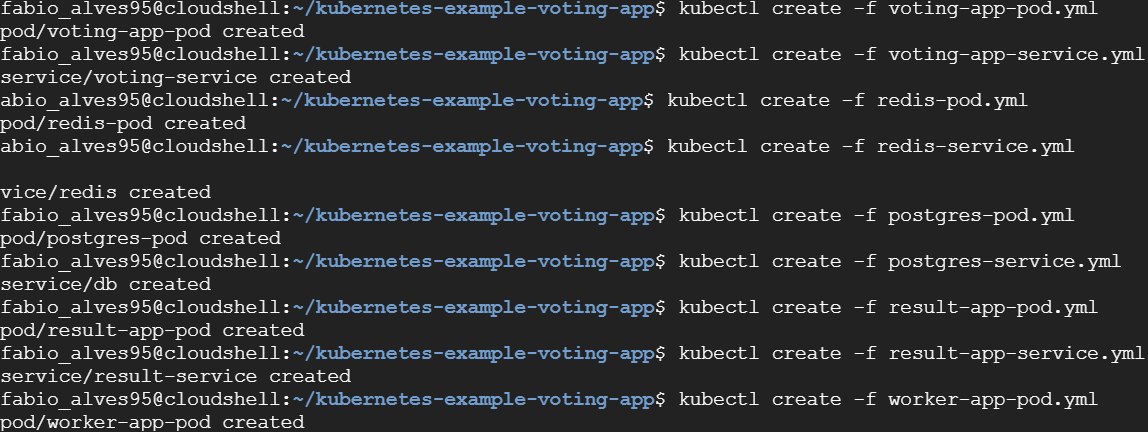 fabio_alves95@cloudshell:~/kubernetes-example-voting-app$ kubectl create -f voting-app-pod.yml
pod/voting-app-pod created
fabio_alves95@cloudshell:~/kubernetes-example-voting-app$ kubectl create -f voting-app-service.yml
service/voting-service created
abio_alves95@cloudshell:~/kubernetes-example-voting-app$ kubectl create -f redis-pod.yml
pod/redis-pod created
abio_alves95@cloudshell:~/kubernetes-example-voting-app$ kubectl create -f redis-service.yml
vice/redis created
fabio_alves95@cloudshell:~/kubernetes-example-voting-app$ kubectl create -f postgres-pod.yml
pod/postgres-pod created
fabio_alves95@cloudshell:~/kubernetes-example-voting-app$ kubectl create -f postgres-service.yml
service/db created
fabio_alves95@cloudshell:~/kubernetes-example-voting-app$ kubectl create -f result-app-pod.yml
pod/result-app-pod created
fabio_alves95@cloudshell:~/kubernetes-example-voting-app$ kubectl create -f result-app-service.yml
service/result-service created
fabio_alves95@cloudshell:~/kubernetes-example-voting-app$ kubectl create -f worker-app-pod.yml
pod/worker-app-pod created